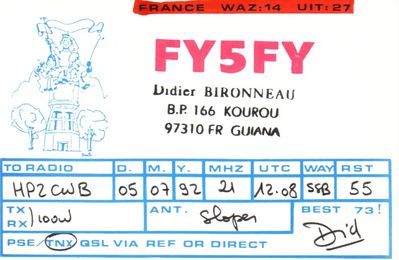 FRANCE WAZ:14 UIT:27
FY5FY
Didier BIRONNEAU
B.P. 166 KOUROU
97310 FR GUIANA
TO RADIO D. M. Y. MHZ UTC WAY RST
HP2CWB 05 07 92 21 12.08 SSB 55
TX/RX 100W ANT. Sloper BEST 73!
Did
PSE TNX QSL VIA REF OR DIRECT